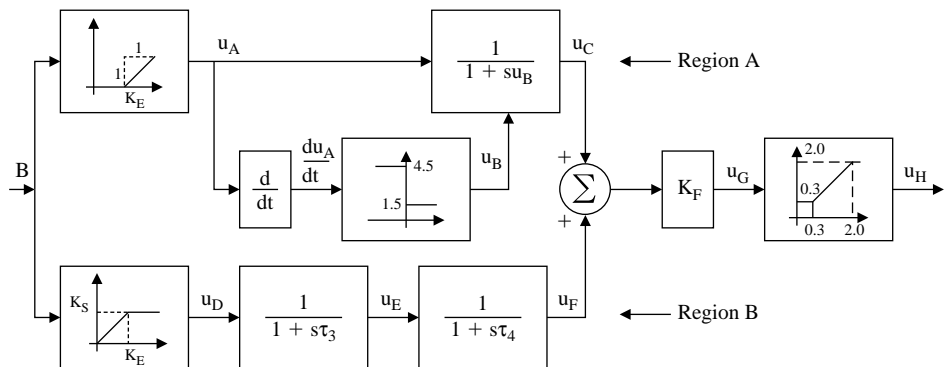 1
1
K_E
u_A
1
1 + su_B
u_C
Region A
B
d
dt
du_A
dt
4.5
1.5
u_B
+
Σ
+
K_F
u_G
2.0
0.3
0.3 2.0
u_H
K_S
K_E
u_D
1
1 + sτ_3
u_E
1
1 + sτ_4
u_F
Region B